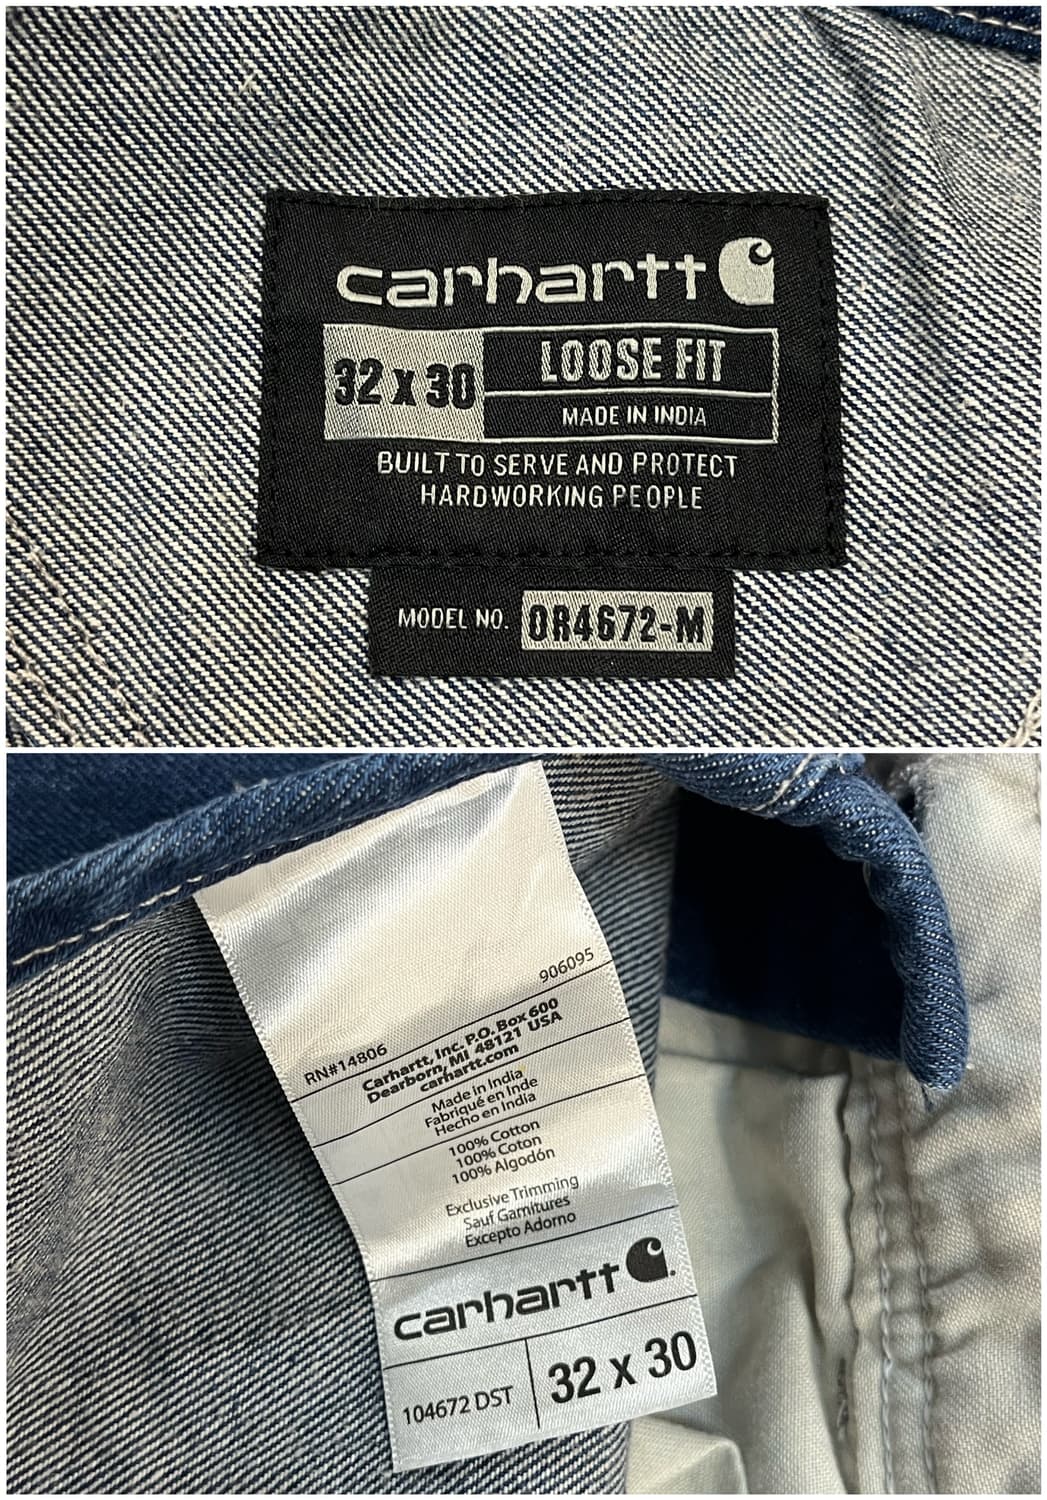 carhartt
32 x 30
LOOSE FIT
MADE IN INDIA
BUILT TO SERVE AND PROTECT
HARDWORKING PEOPLE
MODEL NO. OR4672-M
906095
RN#14806
Carhartt, Inc. P.O. Box 600
Dearborn, MI 48121 USA
carhartt.com
Made in India
Fabriqué en Inde
Hecho en India
100% Cotton
100% Coton
100% Algodón
Exclusive Trimming
Sauf Garnitures
Excepto Adorno
carhartt
104672 DST
32 x 30